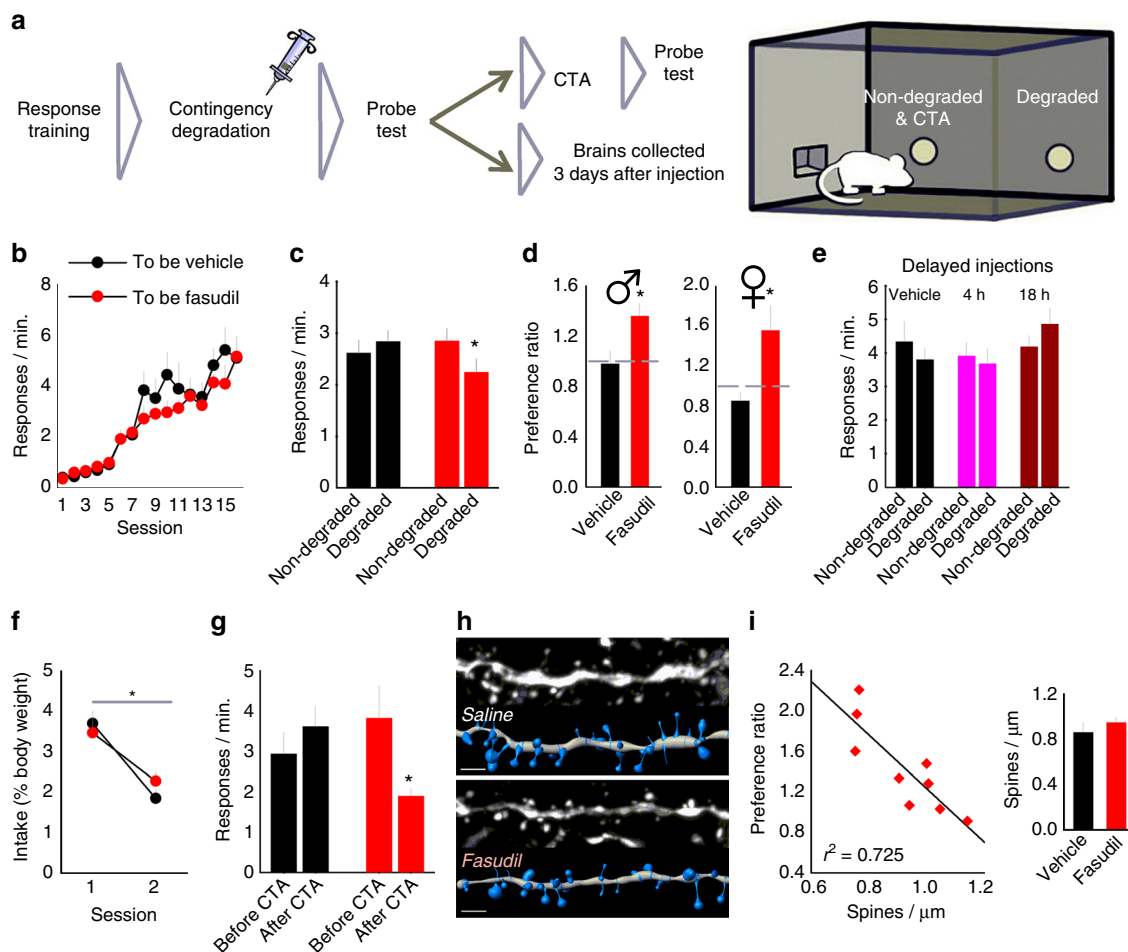 a
Response
training
Contingency
degradation
Probe
test
CTA
Probe
test
Brains collected
3 days after injection
Non-degraded
& CTA
Degraded
b
To be vehicle
To be fasudil
Responses / min.
8
6
4
2
0
1 3 5 7 9 11 13 15
Session
c
Responses / min.
4
3
2
1
0
Non-degraded
Degraded
Non-degraded
Degraded
*
d
Preference ratio
1.6
1.2
0.8
0.4
0.0
♂
*
Vehicle
Fasudil
2.0
1.6
1.2
0.8
0.4
0.0
♀
*
Vehicle
Fasudil
e
Delayed injections
Vehicle 4 h 18 h
Responses / min.
6
5
4
3
2
1
0
Non-degraded
Degraded
Non-degraded
Degraded
Non-degraded
Degraded
f
Intake (% body weight)
5
4
3
2
1
0
*
1 2
Session
g
Responses / min.
5
4
3
2
1
0
*
Before CTA
After CTA
Before CTA
After CTA
h
Saline
Fasudil
i
Preference ratio
2.4
2.0
1.6
1.2
0.8
0.4
r² = 0.725
0.6 0.8 1.0 1.2
Spines / μm
Spines / μm
1.2
0.8
0.4
0.0
Vehicle
Fasudil